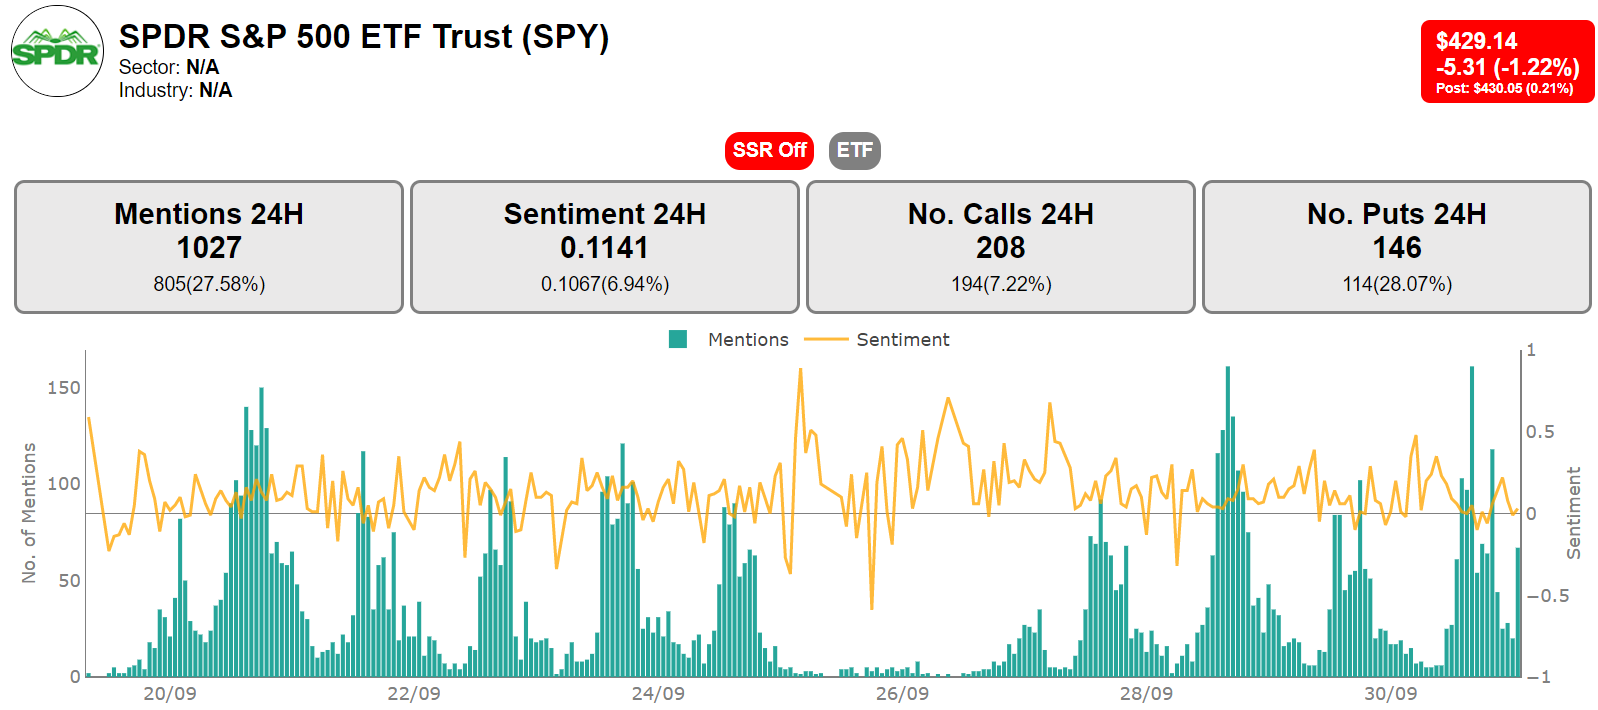 SPDR
SPDR S&P 500 ETF Trust (SPY)
Sector: N/A
Industry: N/A
$429.14
-5.31 (-1.22%)
Post: $430.05 (0.21%)
SSR Off
ETF
Mentions 24H
1027
805(27.58%)
Sentiment 24H
0.1141
0.1067(6.94%)
No. Calls 24H
208
194(7.22%)
No. Puts 24H
146
114(28.07%)
Mentions
Sentiment
No. of Mentions
150
100
50
0
1
0.5
0
−0.5
−1
Sentiment
20/09
22/09
24/09
26/09
28/09
30/09